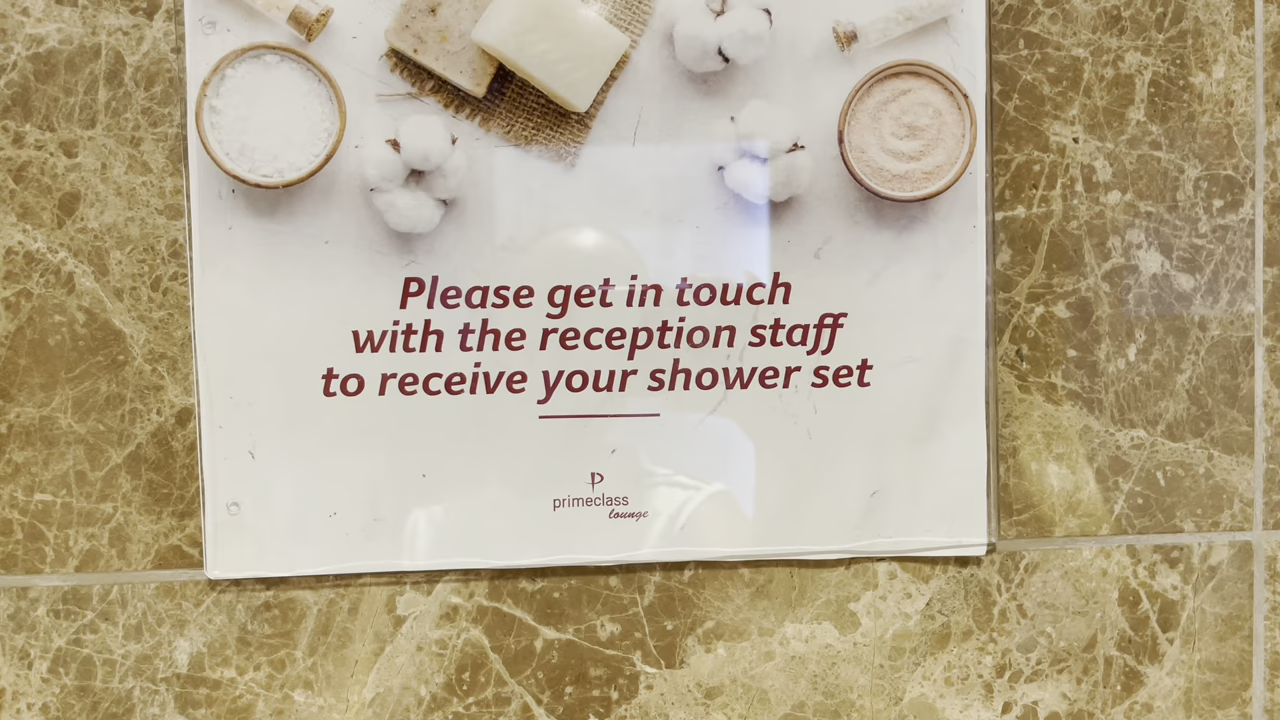 Please get in touch
with the reception staff
to receive your shower set
primeclass
lounge